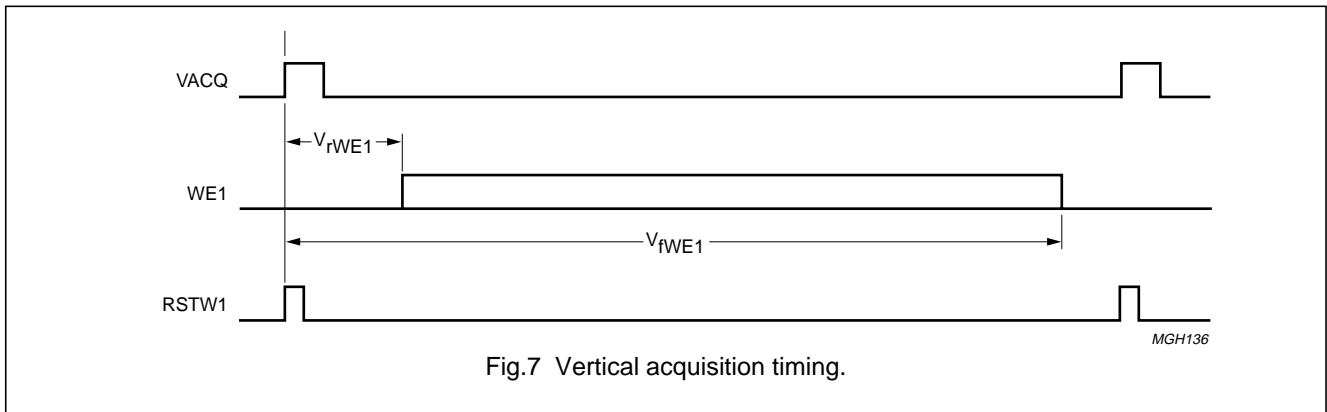 VACQ
VrWE1
WE1
VfWE1
RSTW1
MGH136
Fig.7 Vertical acquisition timing.